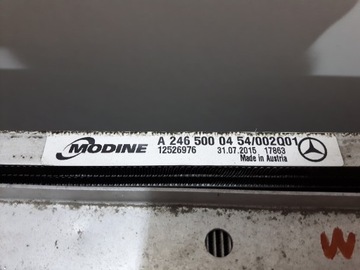 MODINE
A 246 500 04 54/002Q01
12526976 31.07.2015 17863
Made in Austria
W